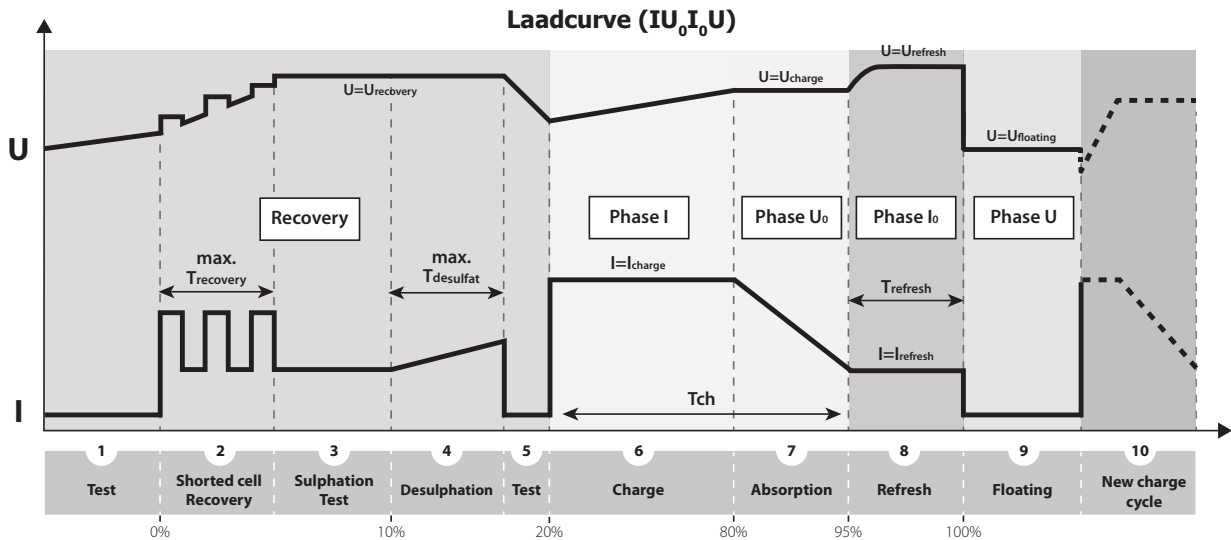 Laadcurve (IU₀I₀U)
U=Urefresh
U=Ucharge
U=Urecovery
U
U=Ufloating
Recovery
Phase I
Phase U₀
Phase I₀
Phase U
max.
Trecovery
max.
Tdesulfat
I=Icharge
Trefresh
I=Irefresh
Tch
I
1
2
3
4
5
6
7
8
9
10
Test
Shorted cell
Recovery
Sulphation
Test
Desulphation
Test
Charge
Absorption
Refresh
Floating
New charge
cycle
0%
10%
20%
80%
95%
100%